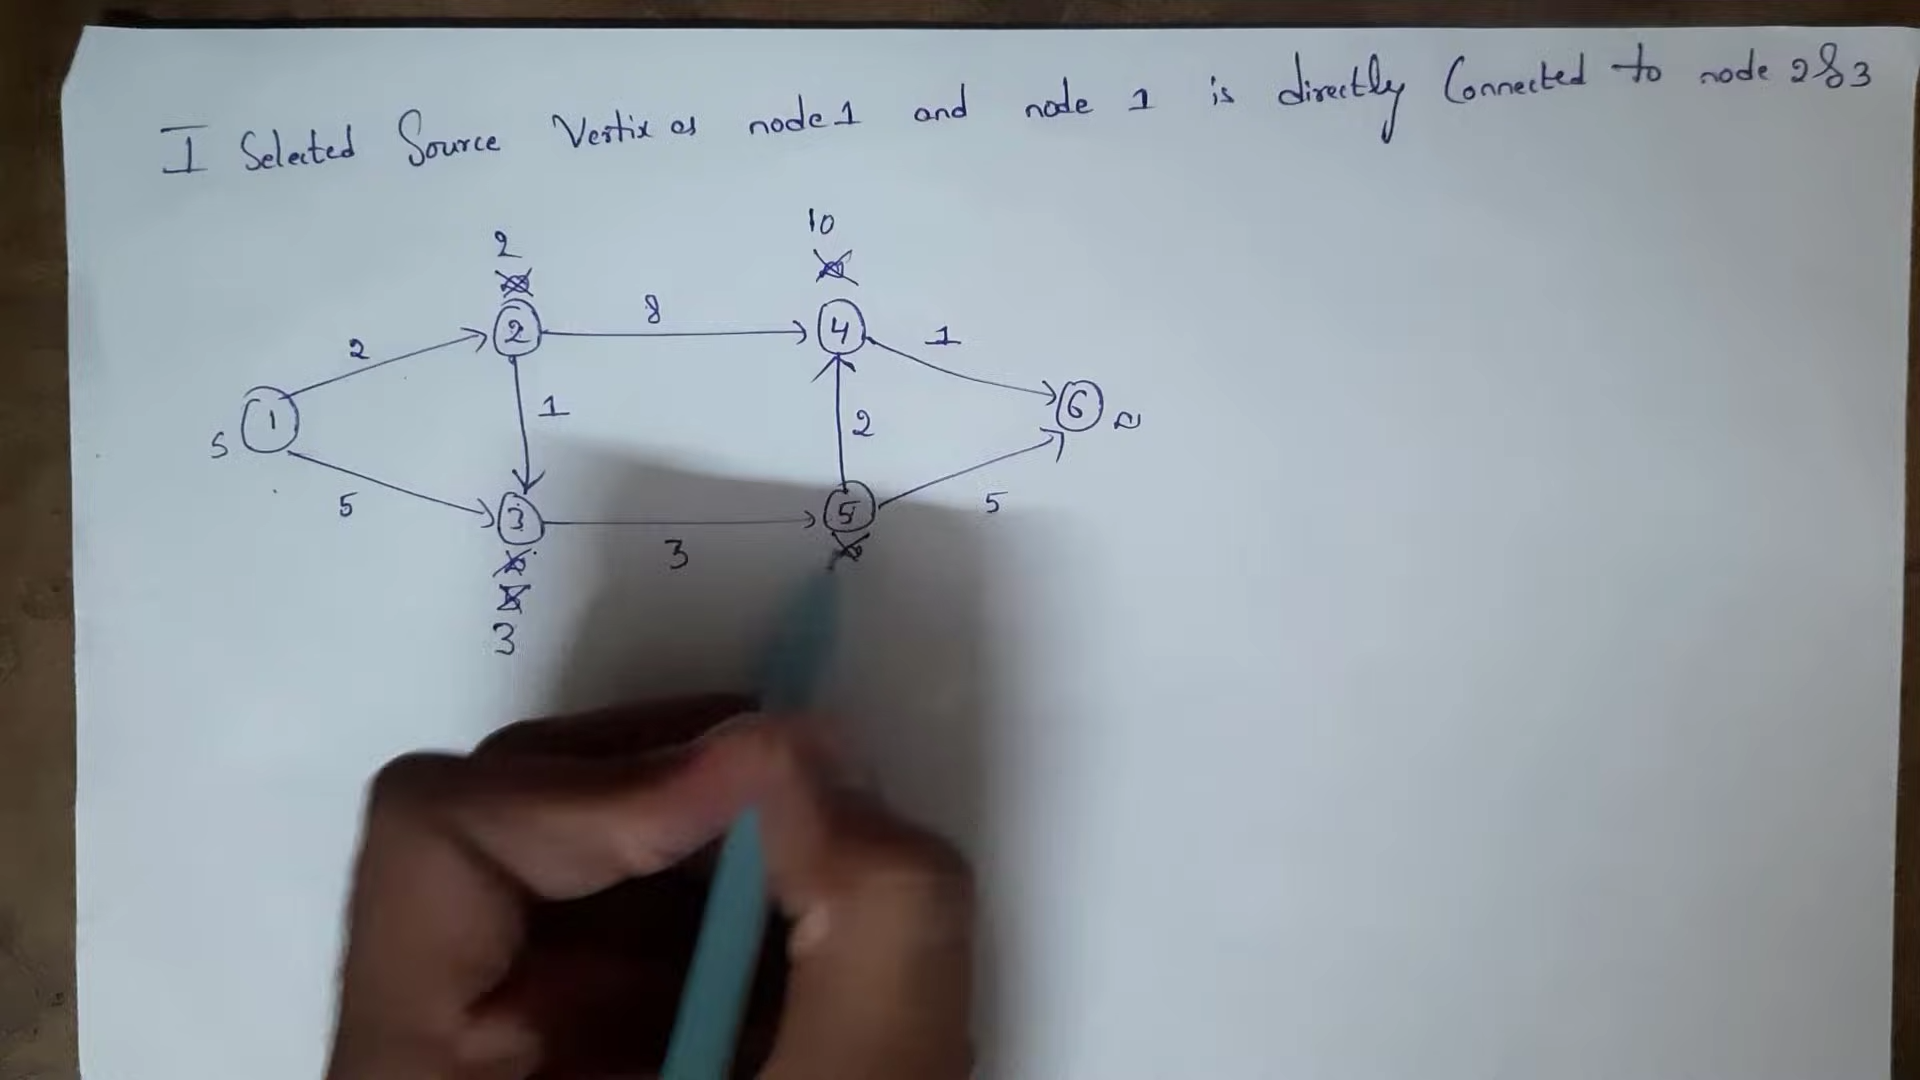 I Selected Source Vertix as node 1 and node 1 is directly Connected to node 2&3
2 10
2 8 4 1
2
1 1 2 6
S
5 3 5 5
3
3